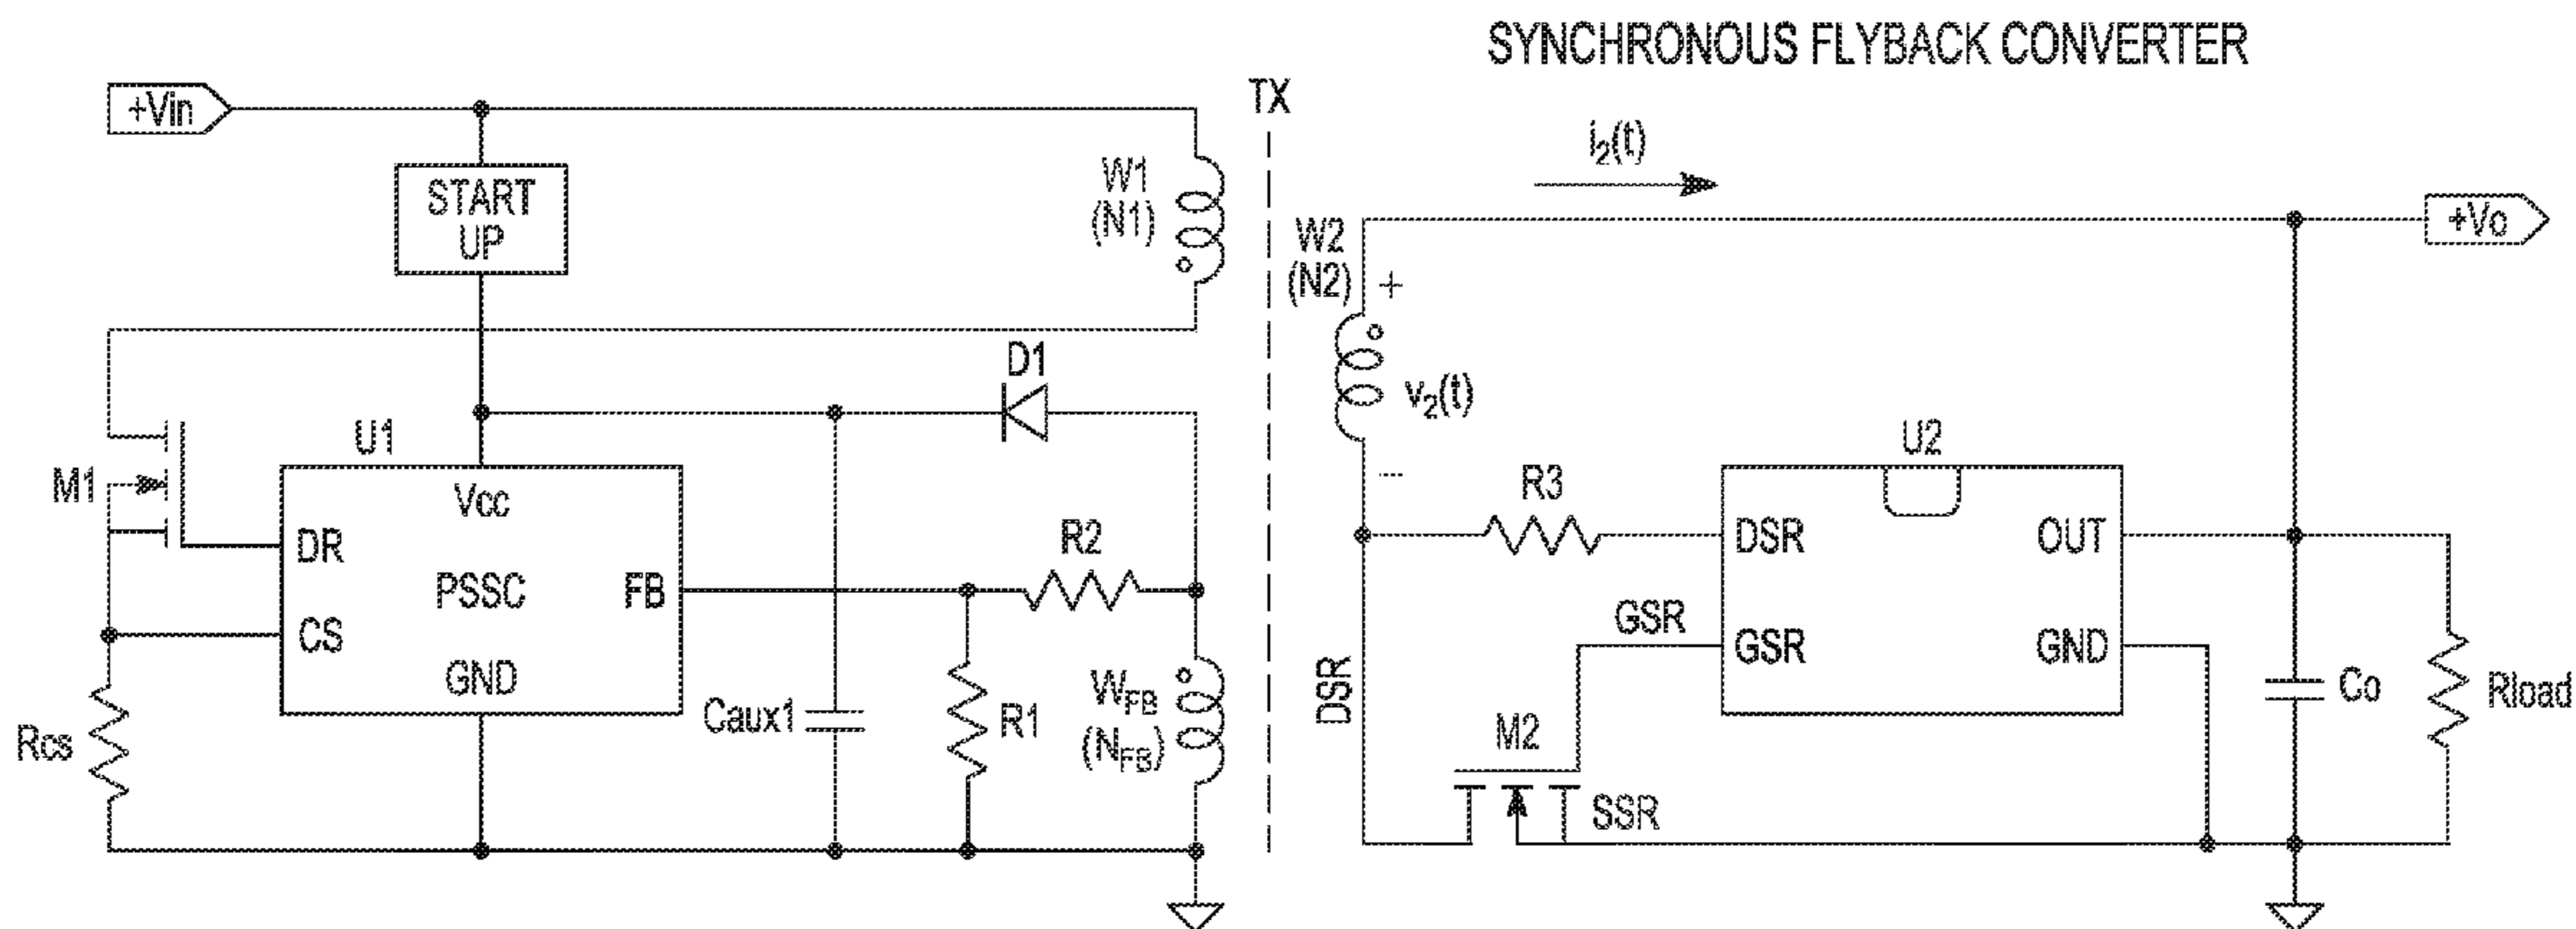 SYNCHRONOUS FLYBACK CONVERTER
+Vin
TX
START
UP
W1
(N1)
i2(t)
W2
(N2)
+
+Vo
D1
v2(t)
−
M1
U1
Vcc
DR
PSSC
FB
CS
GND
R2
Rcs
Caux1
R1
WFB
(NFB)
R3
U2
DSR
OUT
GSR
GSR
GND
DSR
M2
SSR
Co
Rload